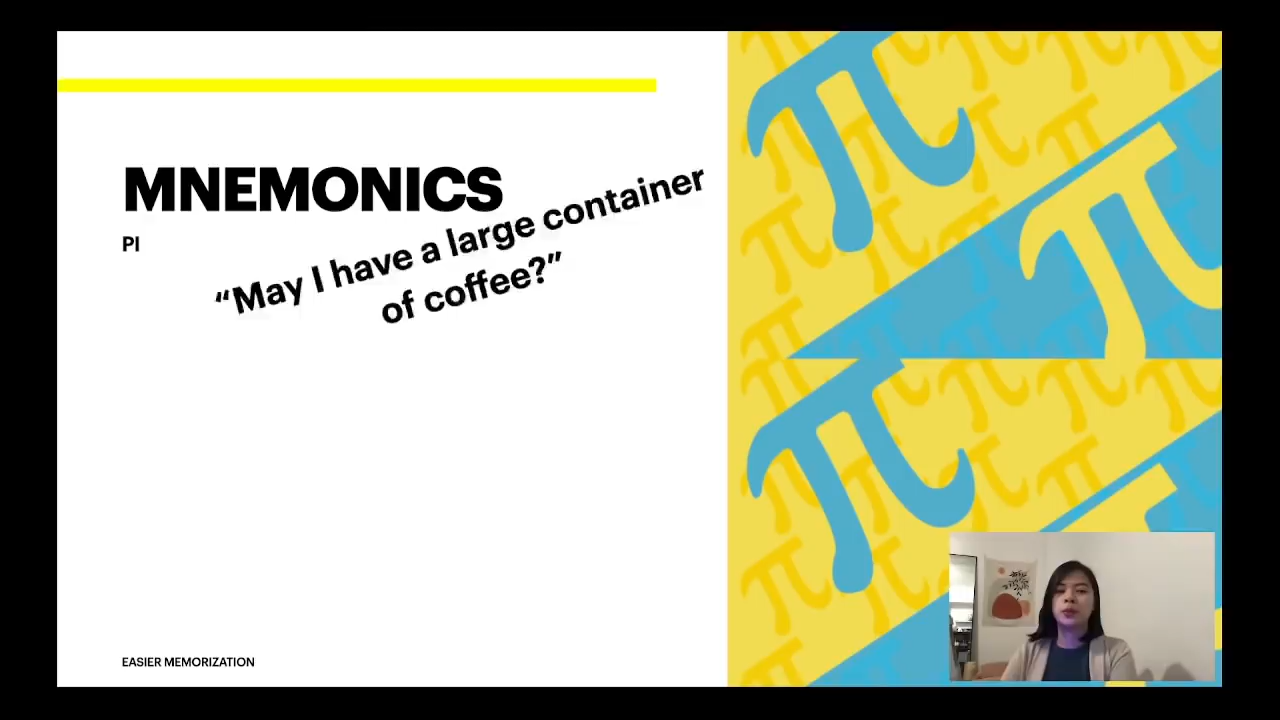 MNEMONICS
PI
“May I have a large container
of coffee?”
EASIER MEMORIZATION